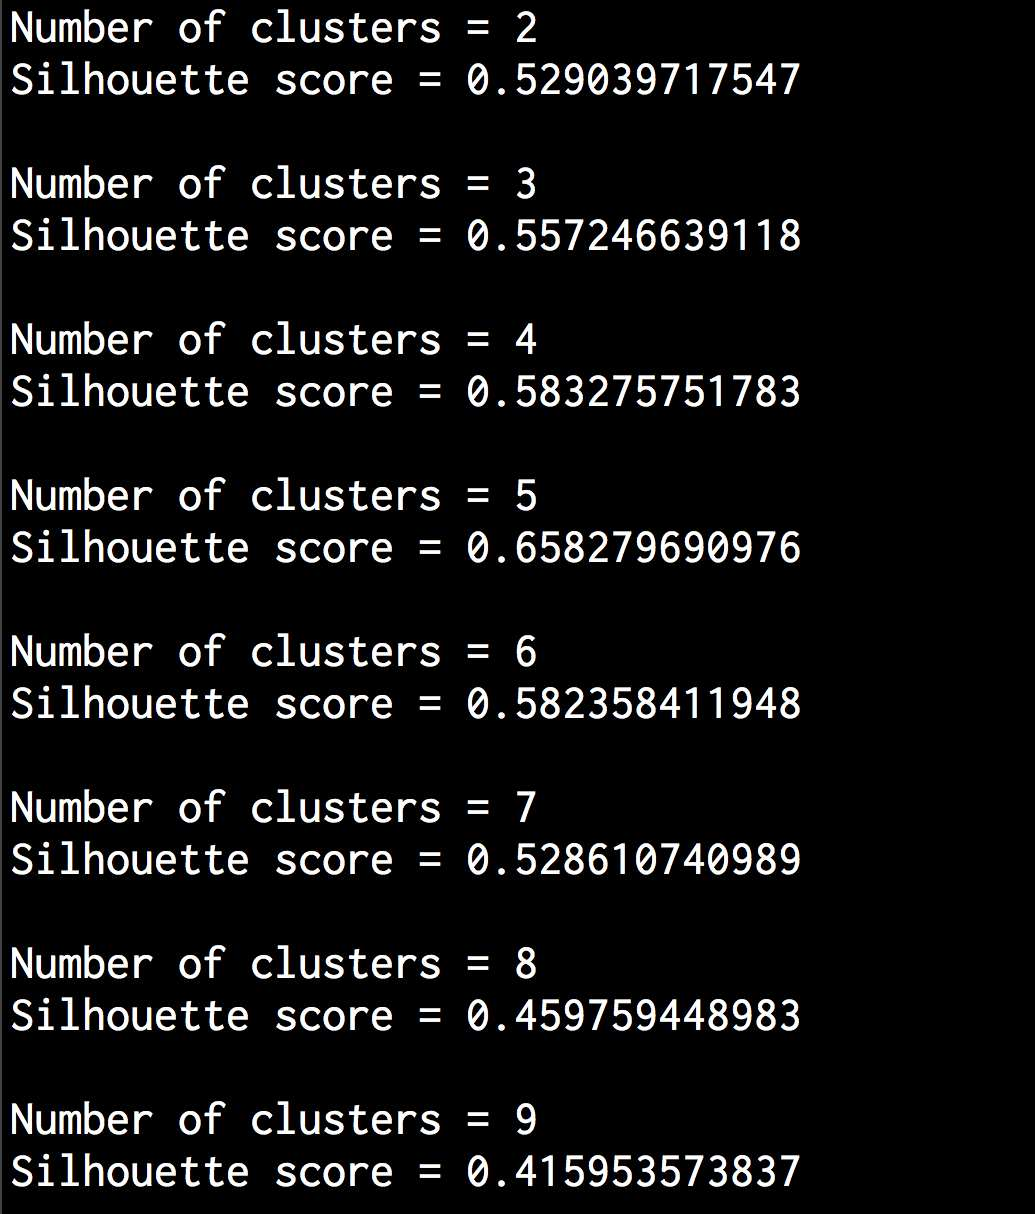 Number of clusters = 2
Silhouette score = 0.529039717547
Number of clusters = 3
Silhouette score = 0.557246639118
Number of clusters = 4
Silhouette score = 0.583275751783
Number of clusters = 5
Silhouette score = 0.658279690976
Number of clusters = 6
Silhouette score = 0.582358411948
Number of clusters = 7
Silhouette score = 0.528610740989
Number of clusters = 8
Silhouette score = 0.459759448983
Number of clusters = 9
Silhouette score = 0.415953573837